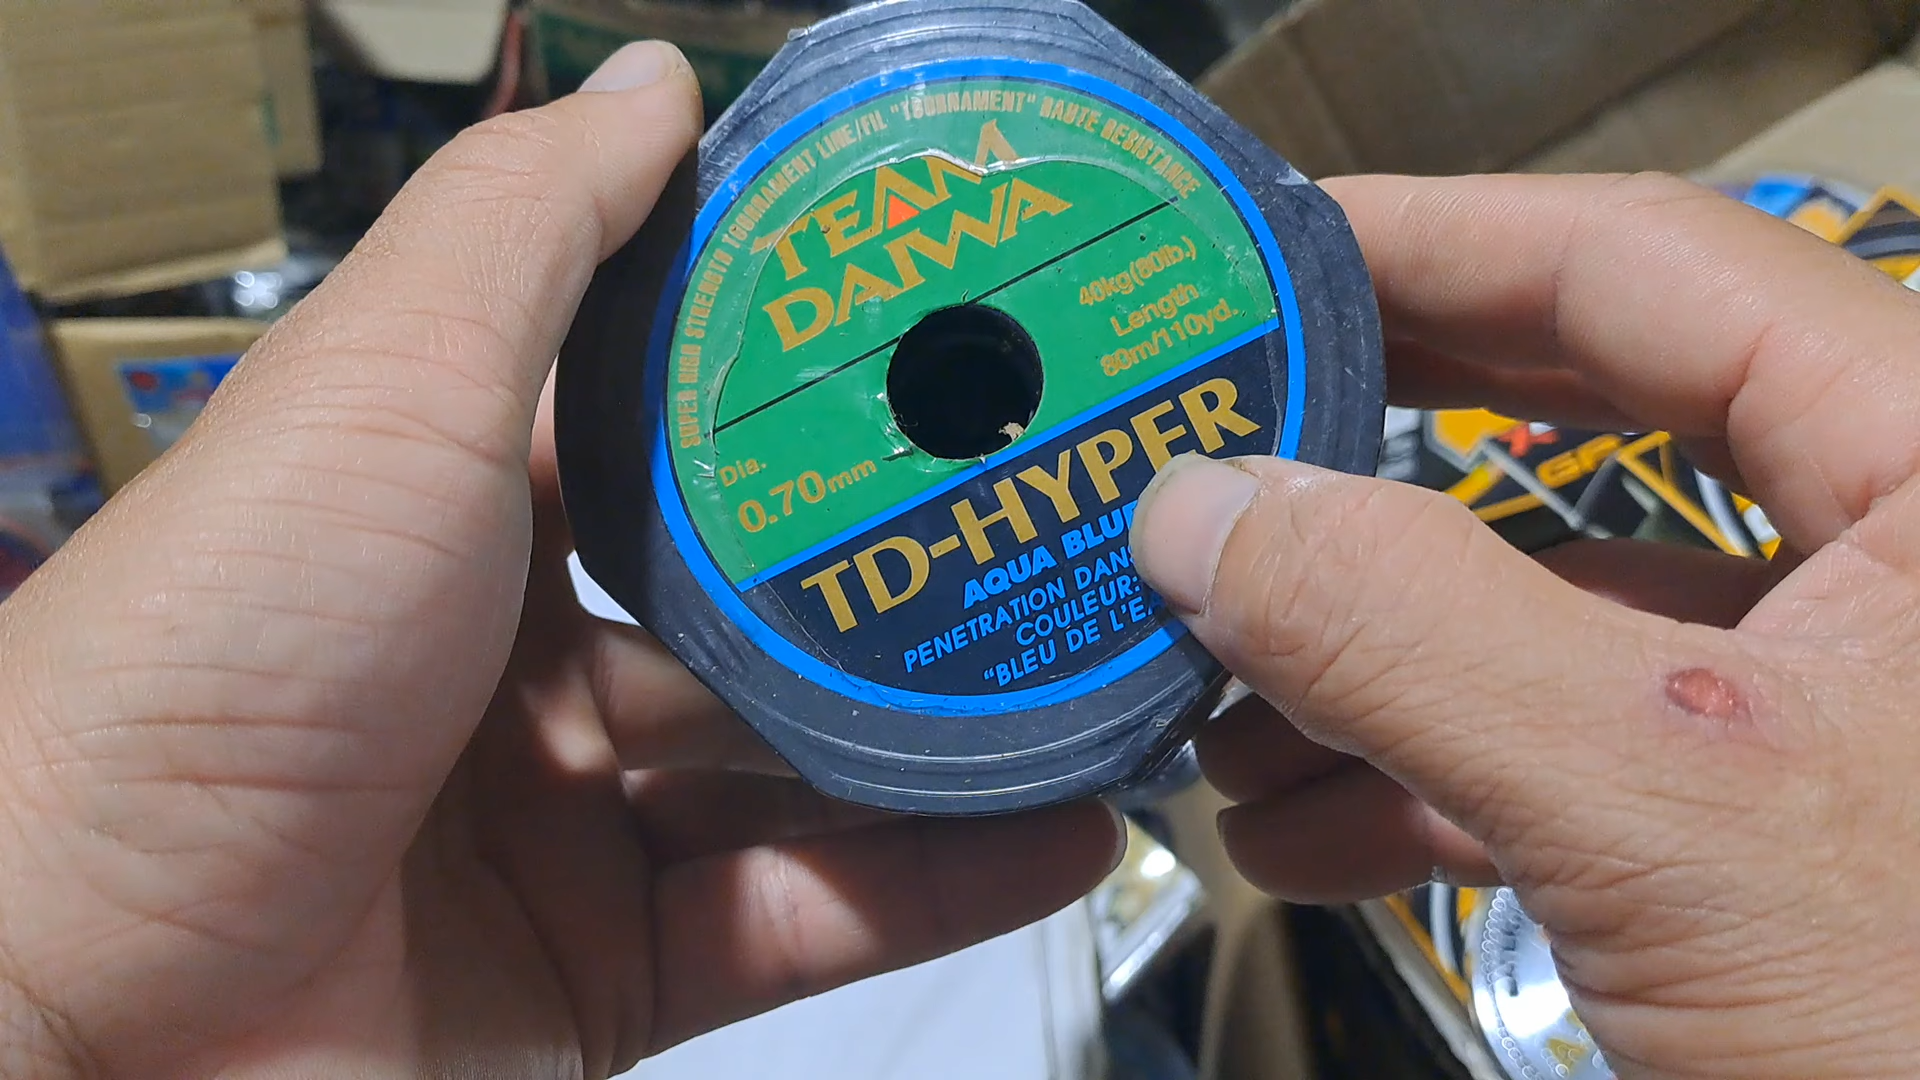 SUPER HIGH STRENGTH TOURNAMENT LINE/FIL "TOURNAMENT" HAUTE RESISTANCE
TEAM
DAIWA
40kg(80lb.)
Length
80m/110yd.
Dia.
0.70mm
TD-HYPER
AQUA BLUE
PENETRATION DANS
COULEUR:
"BLEU DE L'EA